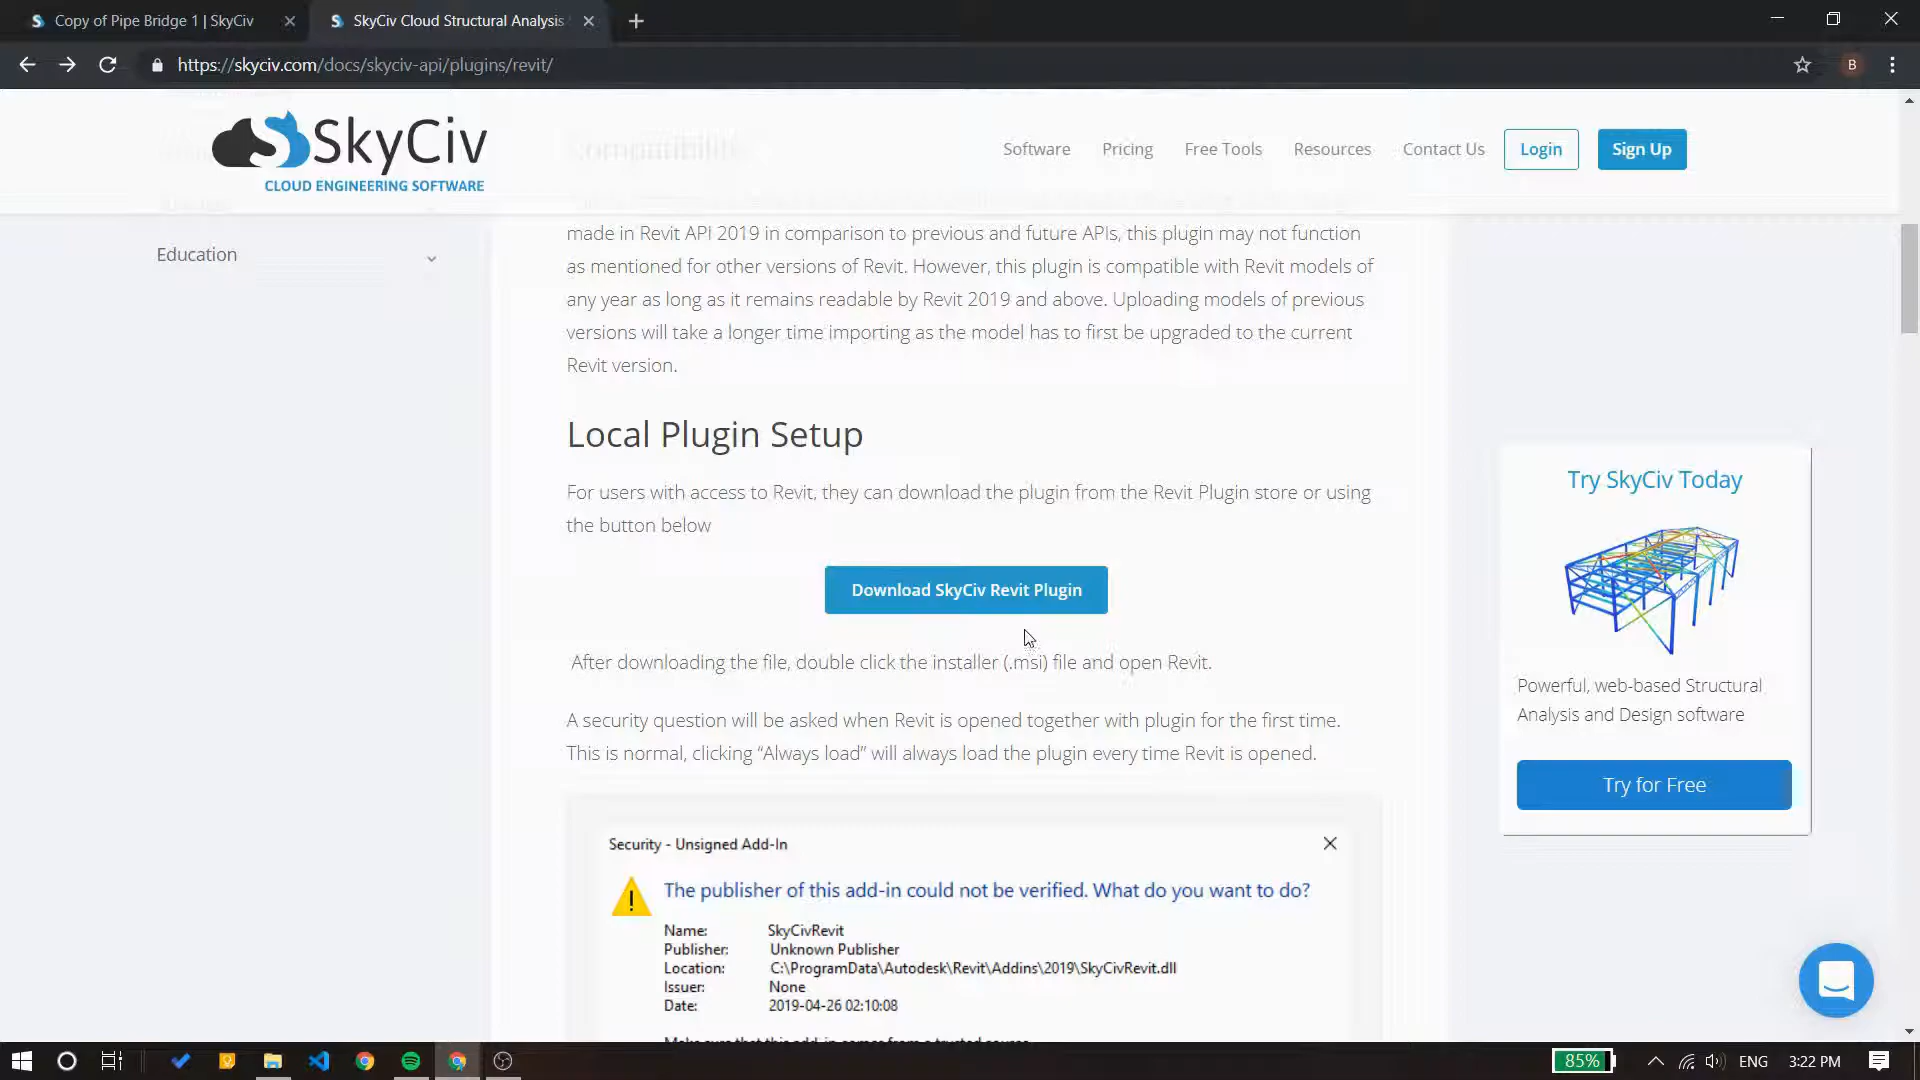 Copy of Pipe Bridge 1 | SkyCiv
SkyCiv Cloud Structural Analysis
https://skyciv.com/docs/skyciv-api/plugins/revit/
B
SkyCiv
CLOUD ENGINEERING SOFTWARE
Compatibility
Software
Pricing
Free Tools
Resources
Contact Us
Login
Sign Up
Education
made in Revit API 2019 in comparison to previous and future APIs, this plugin may not function
as mentioned for other versions of Revit. However, this plugin is compatible with Revit models of
any year as long as it remains readable by Revit 2019 and above. Uploading models of previous
versions will take a longer time importing as the model has to first be upgraded to the current
Revit version.
Local Plugin Setup
For users with access to Revit, they can download the plugin from the Revit Plugin store or using
the button below
Download SkyCiv Revit Plugin
After downloading the file, double click the installer (.msi) file and open Revit.
A security question will be asked when Revit is opened together with plugin for the first time.
This is normal, clicking “Always load” will always load the plugin every time Revit is opened.
Security - Unsigned Add-In
The publisher of this add-in could not be verified. What do you want to do?
Name: SkyCivRevit
Publisher: Unknown Publisher
Location: C:\ProgramData\Autodesk\Revit\Addins\2019\SkyCivRevit.dll
Issuer: None
Date: 2019-04-26 02:10:08
Make sure that this add-in comes from a trusted source
Try SkyCiv Today
Powerful, web-based Structural
Analysis and Design software
Try for Free
85%
ENG
3:22 PM